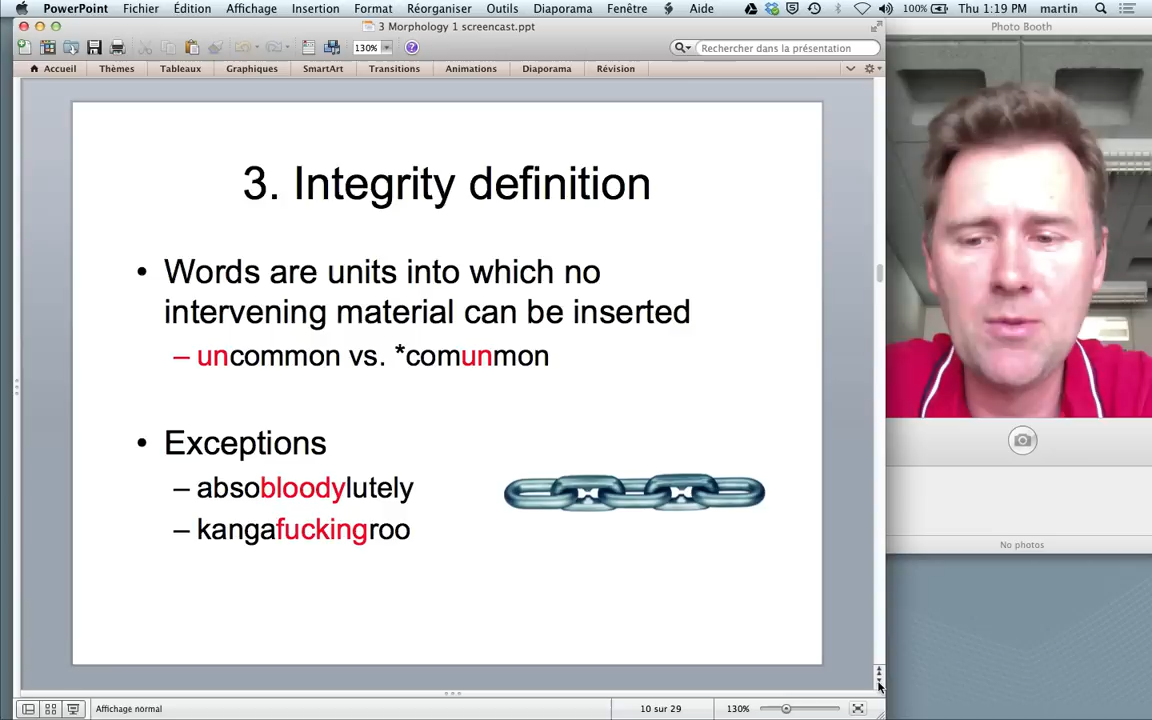 PowerPoint Fichier Édition Affichage Insertion Format Réorganiser Outils Diaporama Fenêtre Aide 100% Thu 1:19 PM martin
3 Morphology 1 screencast.ppt
Photo Booth
130%
Rechercher dans la présentation
Accueil Thèmes Tableaux Graphiques SmartArt Transitions Animations Diaporama Révision
3. Integrity definition
• Words are units into which no
intervening material can be inserted
– uncommon vs. *comunmon
• Exceptions
– absobloodylutely
– kangafuckingroo
No photos
Affichage normal 10 sur 29 130%